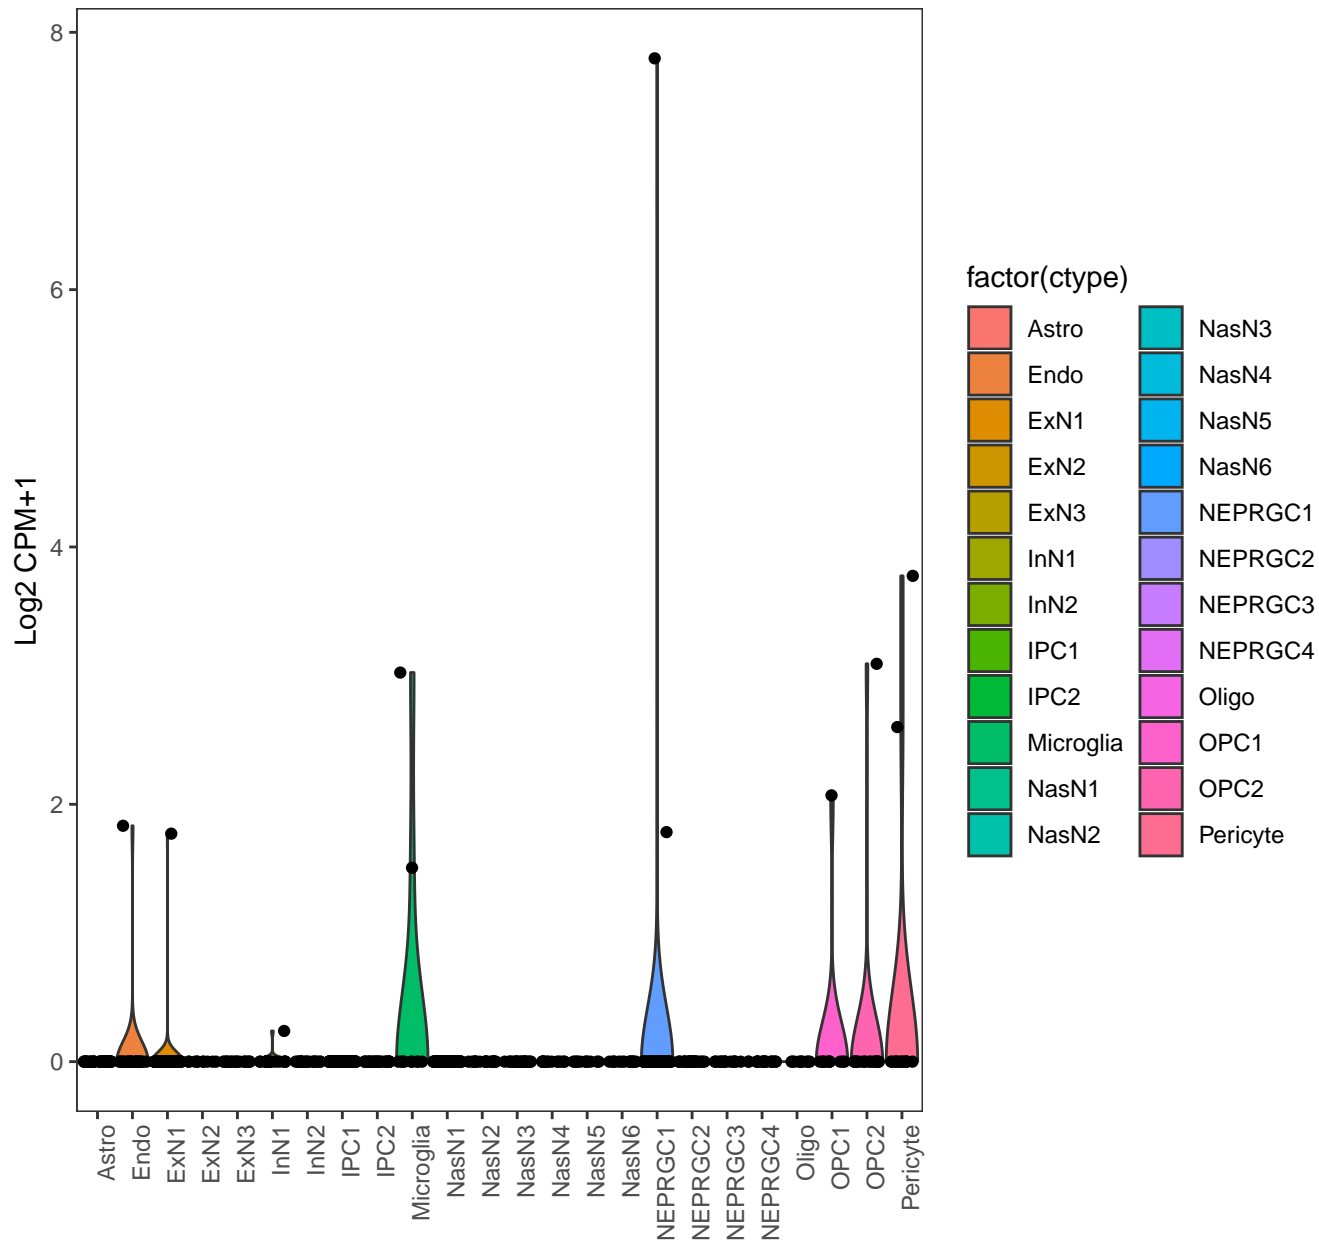 8
6
4
2
0
Log2 CPM+1
Astro
Endo
ExN1
ExN2
ExN3
InN1
InN2
IPC1
IPC2
Microglia
NasN1
NasN2
NasN3
NasN4
NasN5
NasN6
NEPRGC1
NEPRGC2
NEPRGC3
NEPRGC4
Oligo
OPC1
OPC2
Pericyte
factor(ctype)
Astro
Endo
ExN1
ExN2
ExN3
InN1
InN2
IPC1
IPC2
Microglia
NasN1
NasN2
NasN3
NasN4
NasN5
NasN6
NEPRGC1
NEPRGC2
NEPRGC3
NEPRGC4
Oligo
OPC1
OPC2
Pericyte